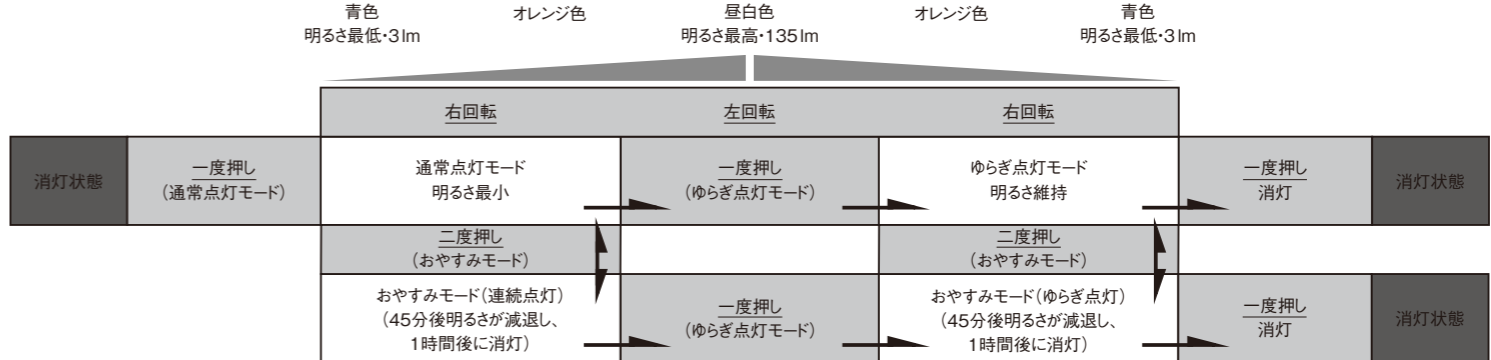 青色
明るさ最低・3lm
オレンジ色
昼白色
明るさ最高・135lm
オレンジ色
青色
明るさ最低・3lm
右回転
左回転
右回転
消灯状態
一度押し
(通常点灯モード)
通常点灯モード
明るさ最小
一度押し
(ゆらぎ点灯モード)
ゆらぎ点灯モード
明るさ維持
一度押し
消灯
消灯状態
二度押し
(おやすみモード)
二度押し
(おやすみモード)
おやすみモード(連続点灯)
(45分後明るさが減退し、
1時間後に消灯)
一度押し
(ゆらぎ点灯モード)
おやすみモード(ゆらぎ点灯)
(45分後明るさが減退し、
1時間後に消灯)
一度押し
消灯
消灯状態